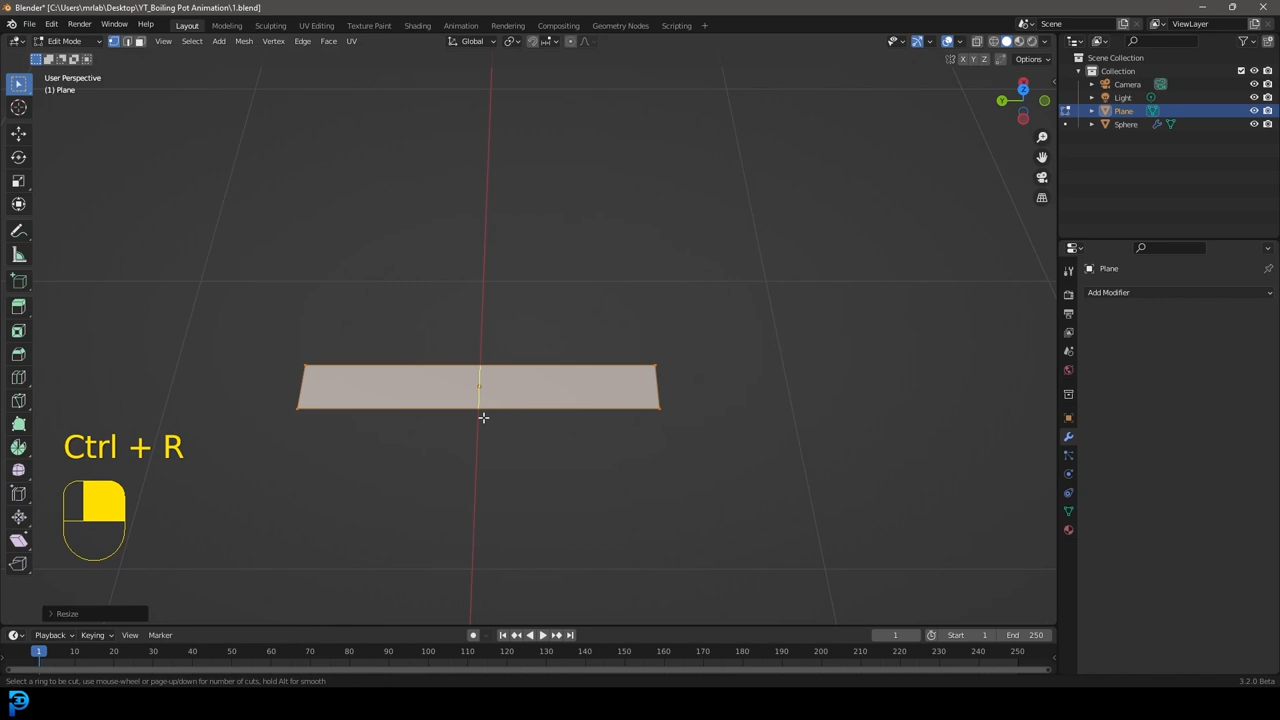 Blender* [C:\Users\mrlab\Desktop\YT_Boiling Pot Animation\1.blend]
File Edit Render Window Help Layout Modeling Sculpting UV Editing Texture Paint Shading Animation Rendering Compositing Geometry Nodes Scripting + Scene ViewLayer
Edit Mode View Select Add Mesh Vertex Edge Face UV Global
X Y Z Options
User Perspective
(1) Plane
Z
Y
Scene Collection
Collection
Camera
Light
Plane
Sphere
Plane
Add Modifier
Ctrl + R
Resize
Playback Keying View Marker 1 Start 1 End 250
1 10 20 30 40 50 60 70 80 90 100 110 120 130 140 150 160 170 180 190 200 210 220 230 240 250
Select a ring to be cut, use mouse-wheel or page-up/down for number of cuts, hold Alt for smooth 3.2.0 Beta